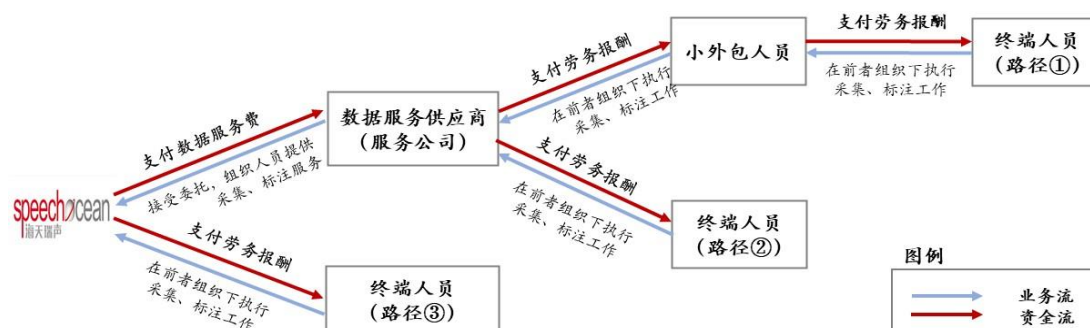 支付劳务报酬
小外包人员
终端人员
(路径①)
在前者组织下执行
采集、标注工作
支付劳务报酬
在前者组织下执行
采集、标注工作
数据服务供应商
(服务公司)
支付数据服务费
接受委托，组织人员提供
采集、标注服务
支付劳务报酬
在前者组织下执行
采集、标注工作
终端人员
(路径②)
speechocean
海天瑞声
支付劳务报酬
在前者组织下执行
采集、标注工作
终端人员
(路径③)
图例
业务流
资金流